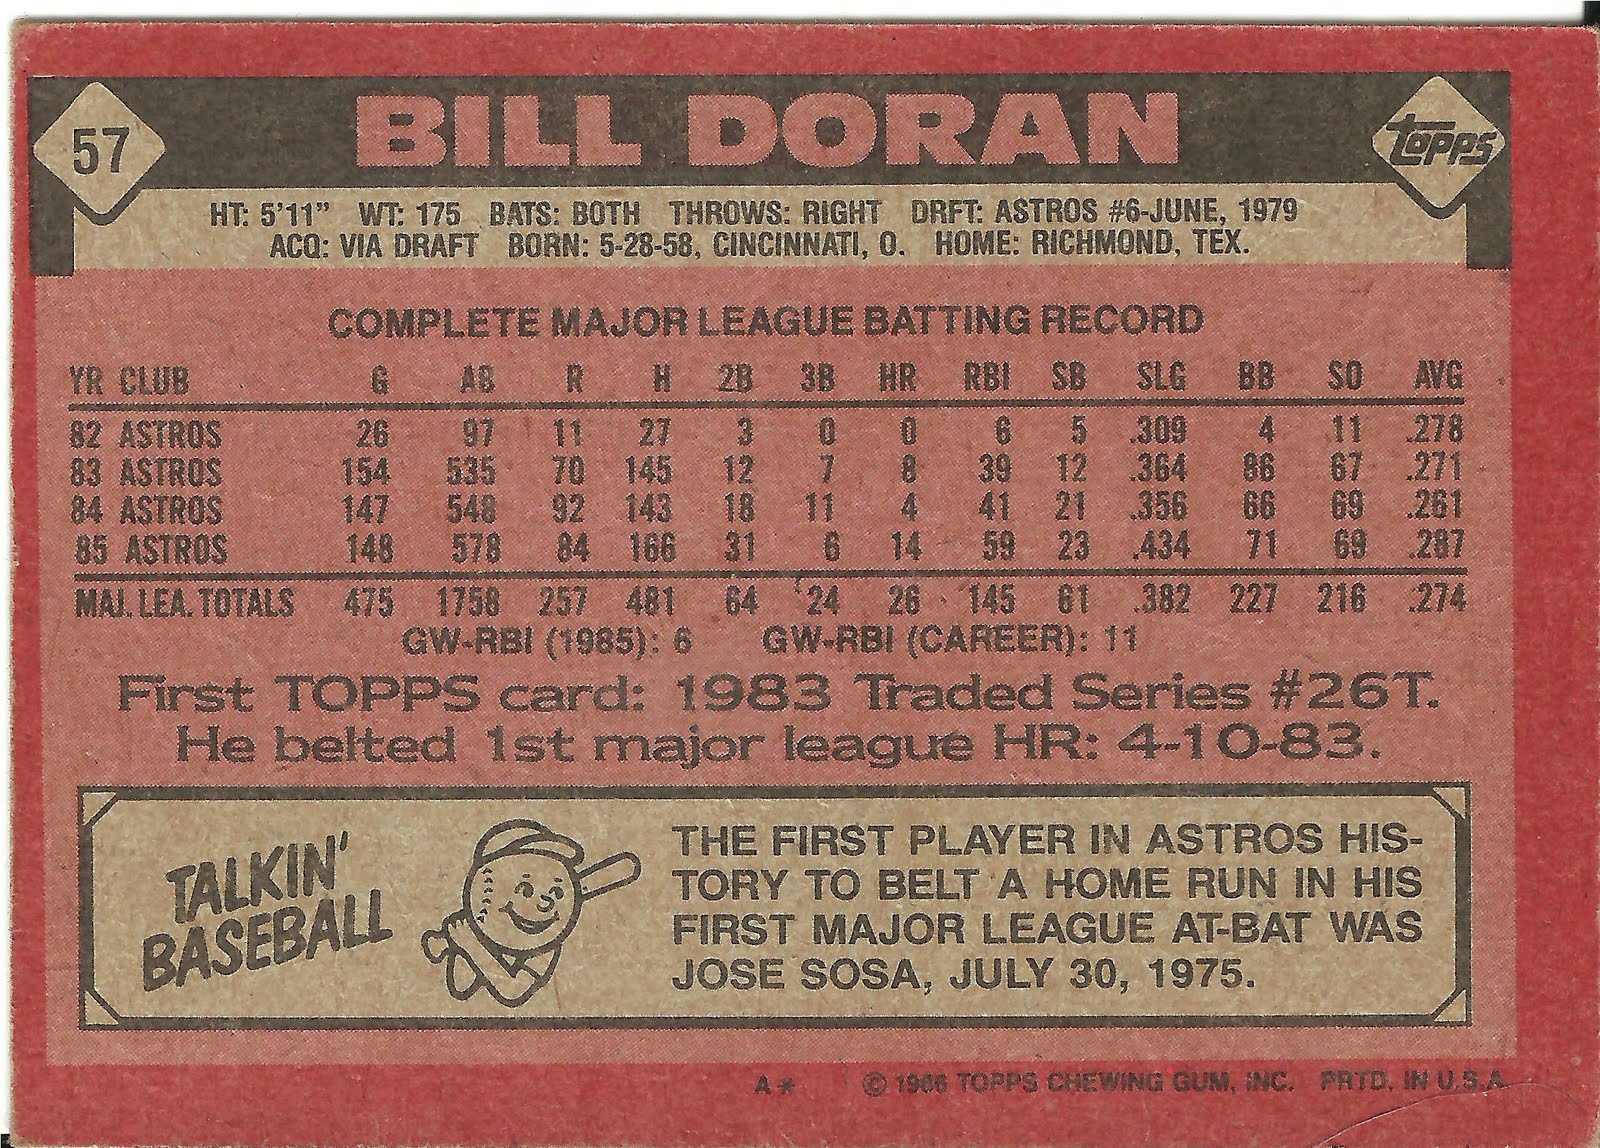 57
BILL DORAN
topps
HT: 5'11" WT: 175 BATS: BOTH THROWS: RIGHT DRFT: ASTROS #6-JUNE, 1979
ACQ: VIA DRAFT BORN: 5-28-58, CINCINNATI, O. HOME: RICHMOND, TEX.
COMPLETE MAJOR LEAGUE BATTING RECORD
YR CLUB G AB R H 2B 3B HR RBI SB SLG BB SO AVG
82 ASTROS 26 97 11 27 3 0 0 6 5 .309 4 11 .278
83 ASTROS 154 535 70 145 12 7 8 39 12 .364 86 67 .271
84 ASTROS 147 548 92 143 18 11 4 41 21 .356 66 69 .261
85 ASTROS 148 578 84 166 31 6 14 59 23 .434 71 69 .287
MAJ. LEA. TOTALS 475 1758 257 481 64 24 26 145 61 .382 227 216 .274
GW-RBI (1985): 6 GW-RBI (CAREER): 11
First TOPPS card: 1983 Traded Series #26T.
He belted 1st major league HR: 4-10-83.
TALKIN'
BASEBALL
THE FIRST PLAYER IN ASTROS HIS-
TORY TO BELT A HOME RUN IN HIS
FIRST MAJOR LEAGUE AT-BAT WAS
JOSE SOSA, JULY 30, 1975.
A* © 1986 TOPPS CHEWING GUM, INC. PRTD. IN U.S.A.